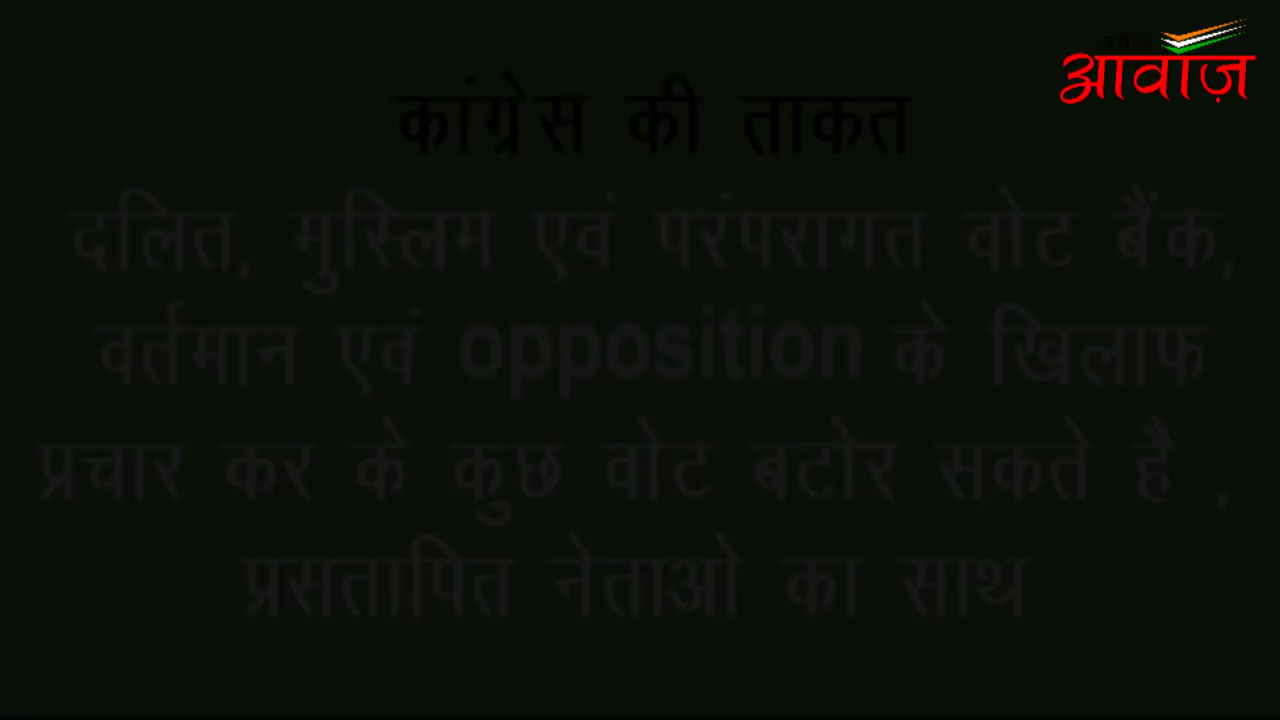 आवाज़
कांग्रेस की ताकत
दलित, मुस्लिम एवं परंपरागत वोट बैंक,
वर्तमान एवं opposition के खिलाफ
प्रचार कर के कुछ वोट बटोर सकते है ,
प्रसतापित नेताओ का साथ